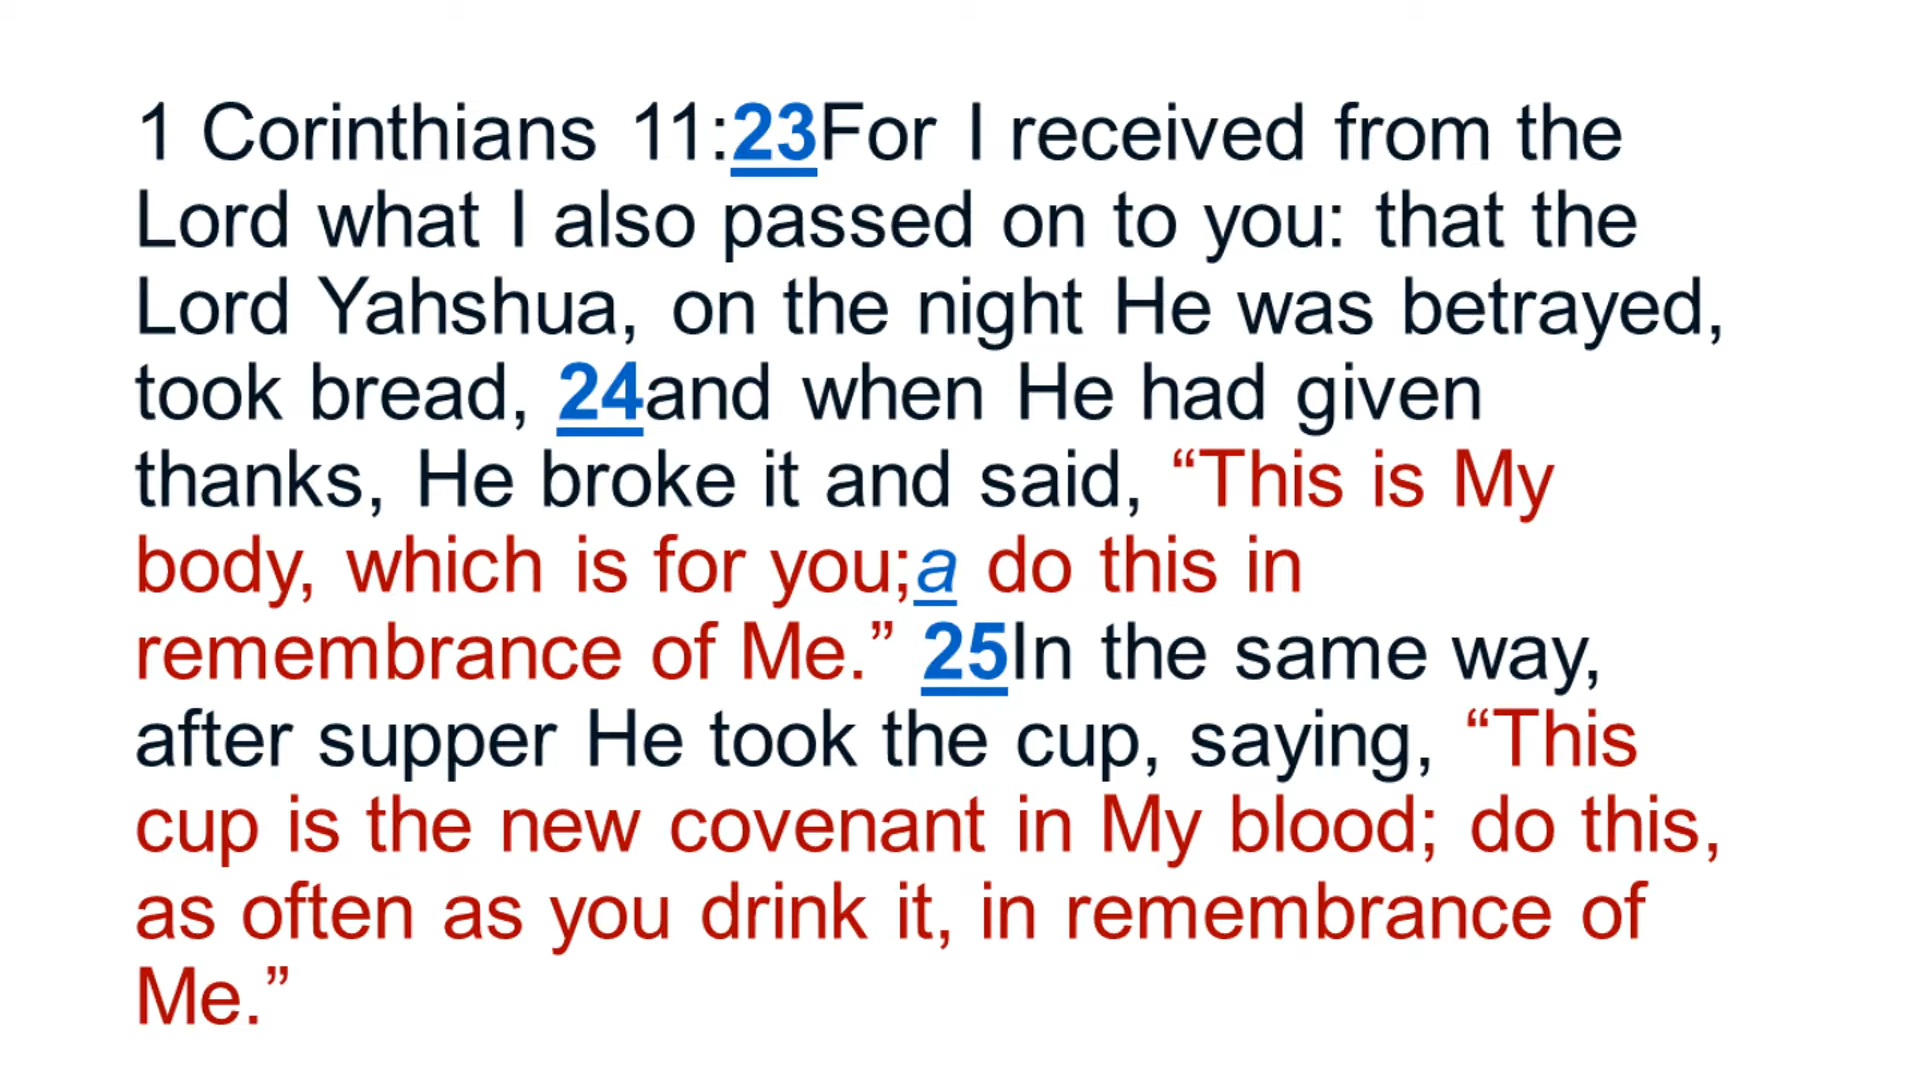 1 Corinthians 11:23For I received from the
Lord what I also passed on to you: that the
Lord Yahshua, on the night He was betrayed,
took bread, 24and when He had given
thanks, He broke it and said, “This is My
body, which is for you;a do this in
remembrance of Me.” 25In the same way,
after supper He took the cup, saying, “This
cup is the new covenant in My blood; do this,
as often as you drink it, in remembrance of
Me.”